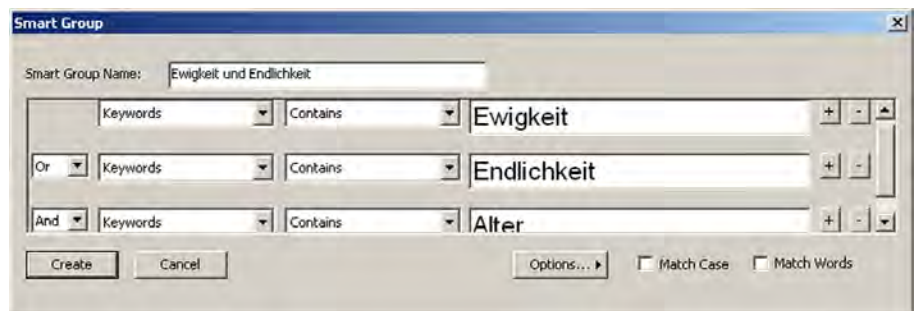 Smart Group
Smart Group Name: Ewigkeit und Endlichkeit
Keywords Contains Ewigkeit + -
Or Keywords Contains Endlichkeit + -
And Keywords Contains Alter + -
Create Cancel Options... Match Case Match Words